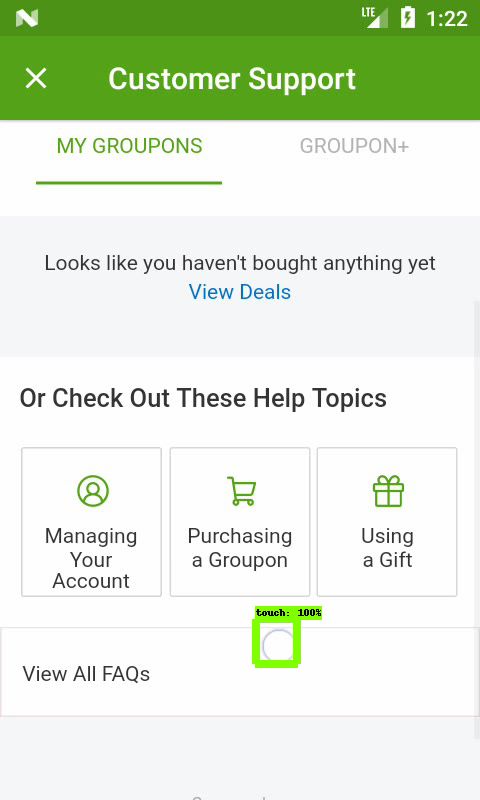 LTE 1:22
Customer Support
MY GROUPONS GROUPON+
Looks like you haven't bought anything yet
View Deals
Or Check Out These Help Topics
Managing
Your
Account
Purchasing
a Groupon
Using
a Gift
touch: 100%
View All FAQs